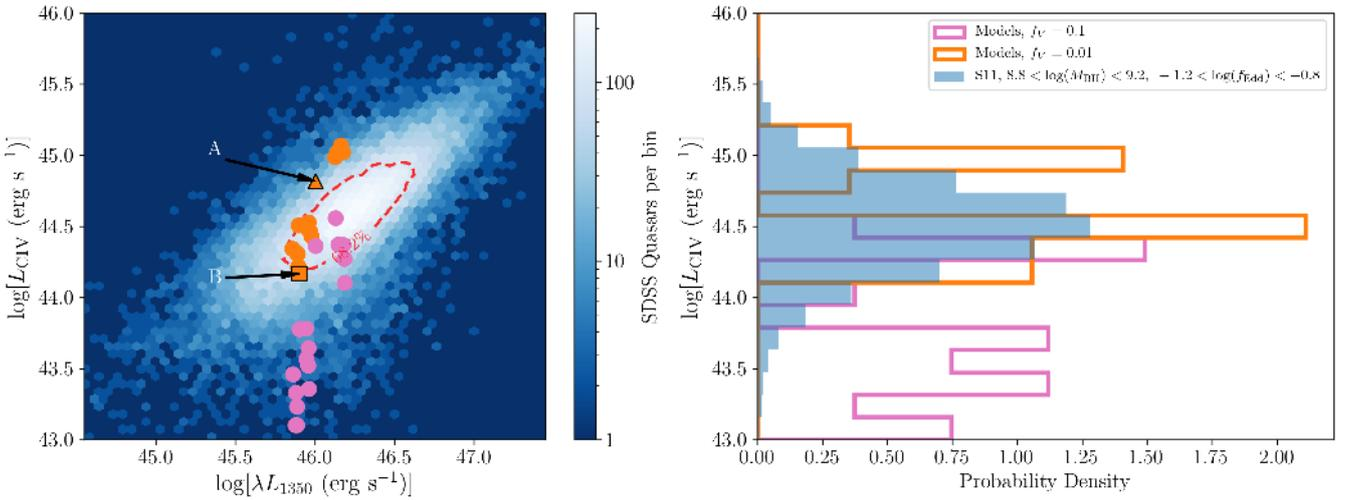 46.0
45.5
45.0
44.5
44.0
43.5
43.0
log[L_CIV (erg s^1)]
A
B
45.0 45.5 46.0 46.5 47.0
log[λL_1350 (erg s^−1)]
100
10
1
SDSS Quasars per bin
46.0
45.5
45.0
44.5
44.0
43.5
43.0
log[L_CIV (erg s^1)]
Models, f_V = 0.1
Models, f_V = 0.01
S11, 8.8 < log(M_BH) < 9.2, −1.2 < log(f_Edd) < −0.8
0.00 0.25 0.50 0.75 1.00 1.25 1.50 1.75 2.00
Probability Density